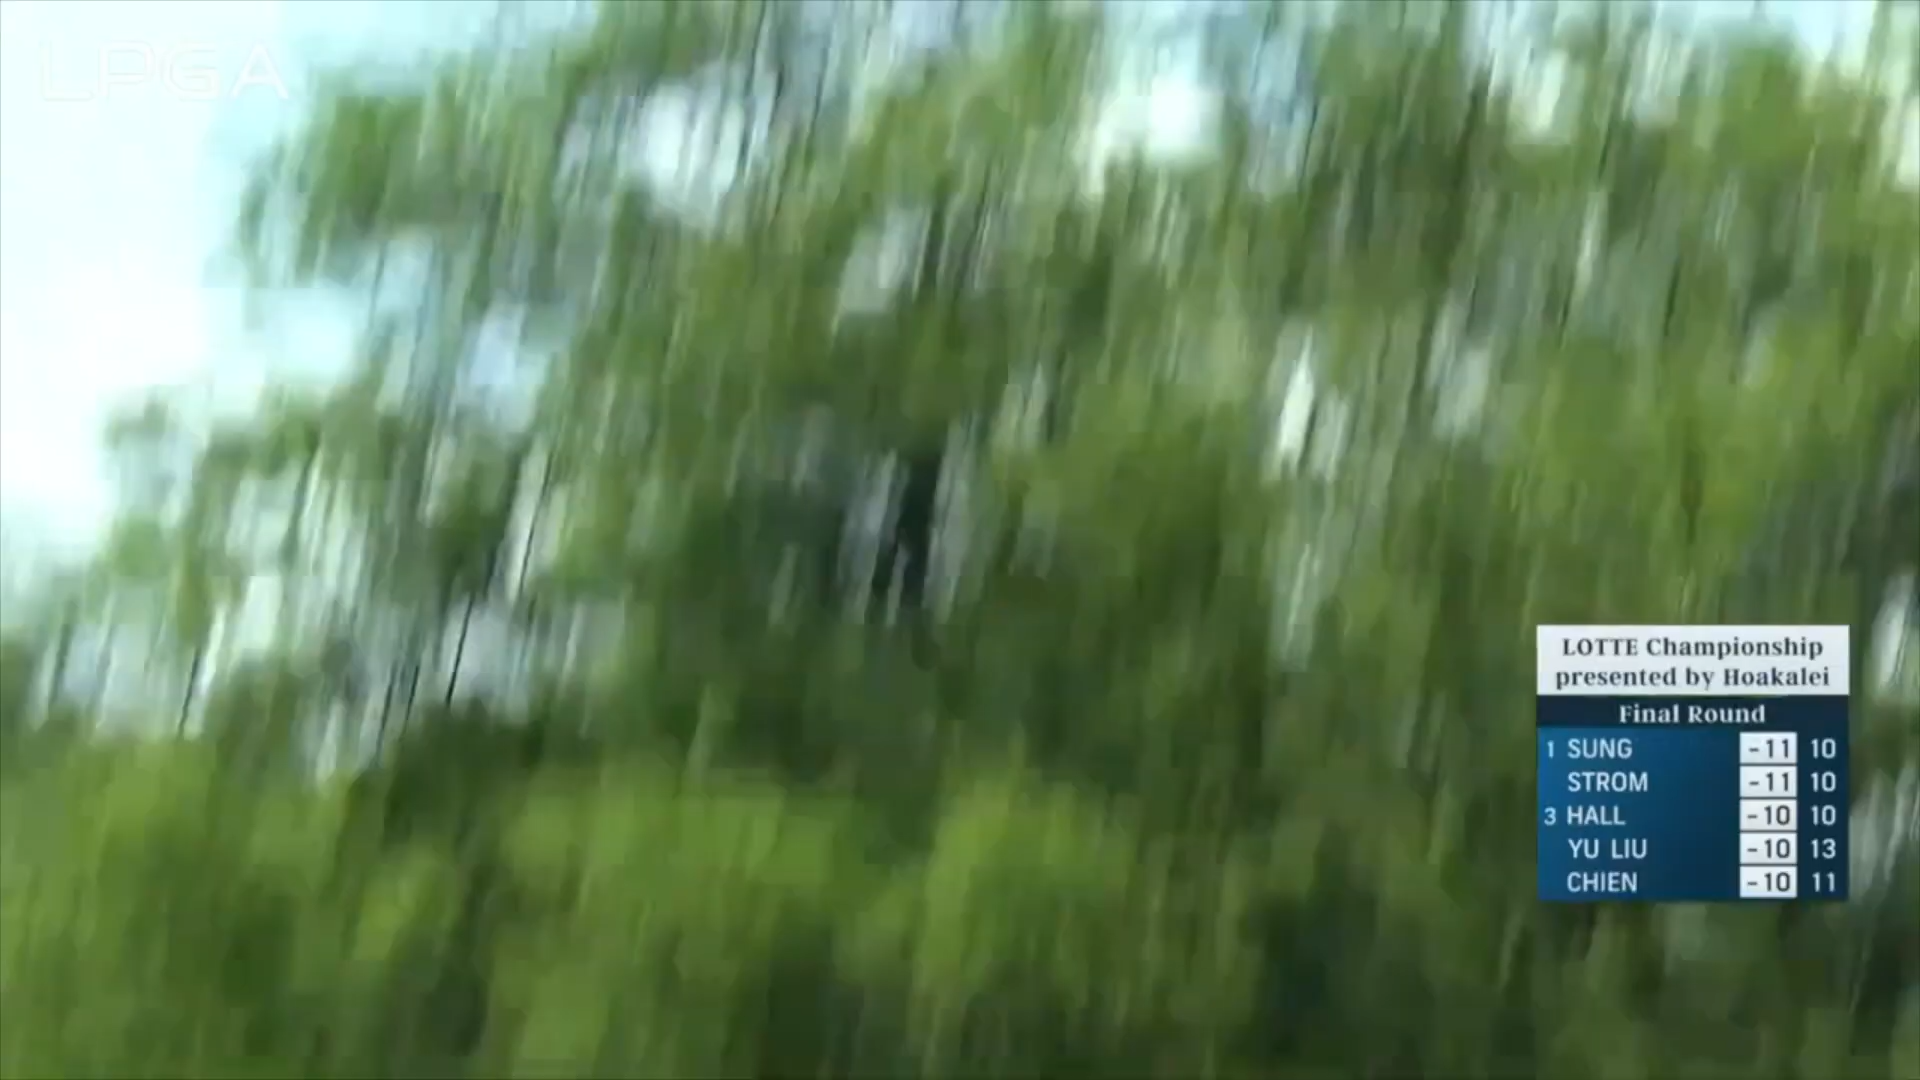 LPGA
LOTTE Championship
presented by Hoakalei
Final Round
1 SUNG -11 10
STROM -11 10
3 HALL -10 10
YU LIU -10 13
CHIEN -10 11